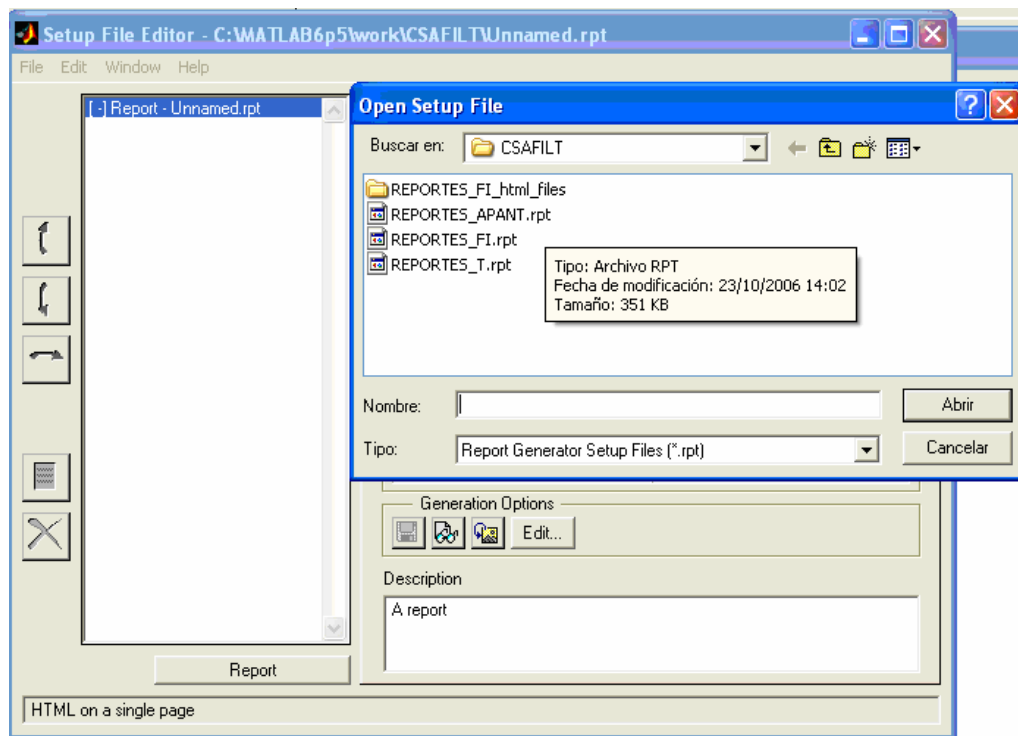 Setup File Editor - C:\MATLAB6p5\work\CSAFILT\Unnamed.rpt
File Edit Window Help
[-] Report - Unnamed.rpt
Open Setup File
Buscar en: CSAFILT
REPORTES_FI_html_files
REPORTES_APANT.rpt
REPORTES_FI.rpt
REPORTES_T.rpt
Tipo: Archivo RPT
Fecha de modificación: 23/10/2006 14:02
Tamaño: 351 KB
Nombre: Abrir
Tipo: Report Generator Setup Files (*.rpt) Cancelar
Generation Options
Edit...
Description
A report
Report
HTML on a single page